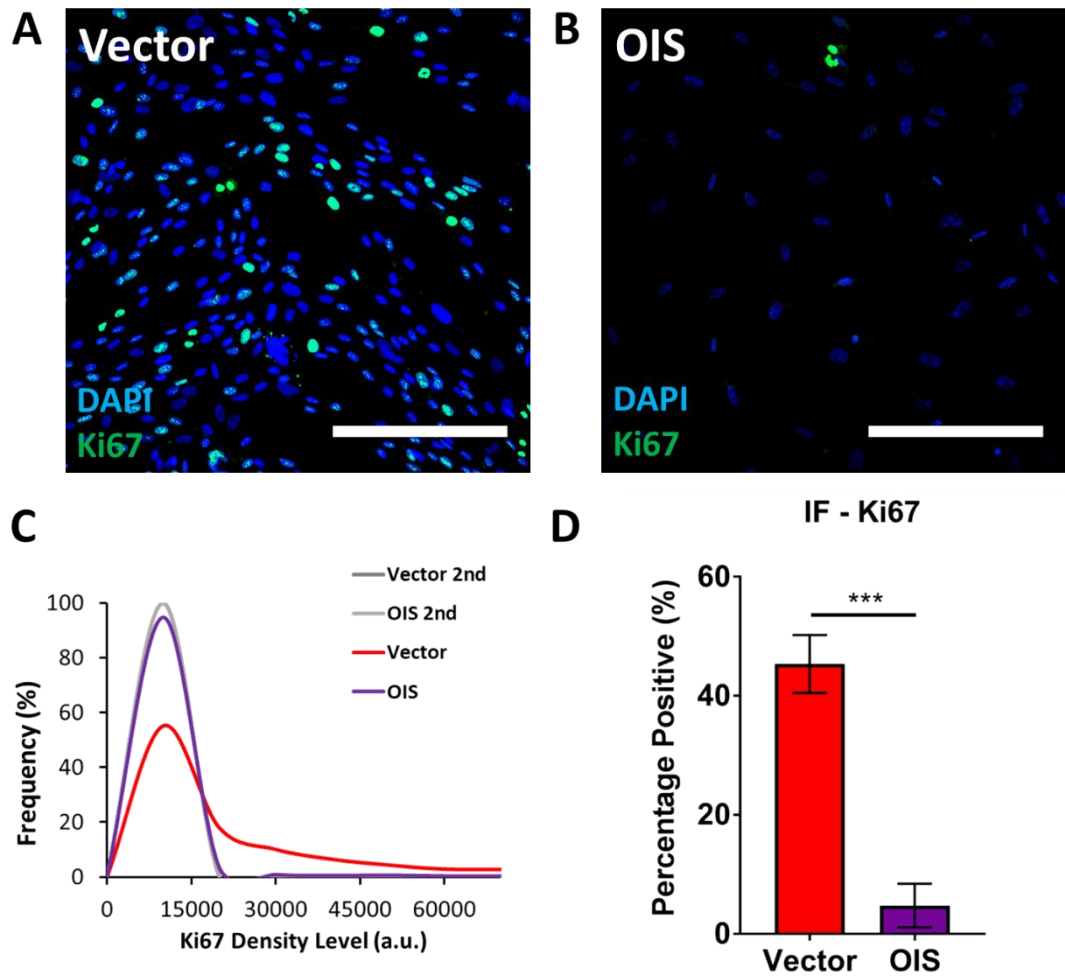 A
Vector
DAPI
Ki67
B
OIS
DAPI
Ki67
C
Vector 2nd
OIS 2nd
Vector
OIS
Frequency (%)
100
80
60
40
20
0
0 15000 30000 45000 60000
Ki67 Density Level (a.u.)
D
IF - Ki67
Percentage Positive (%)
60
40
20
0
***
Vector OIS